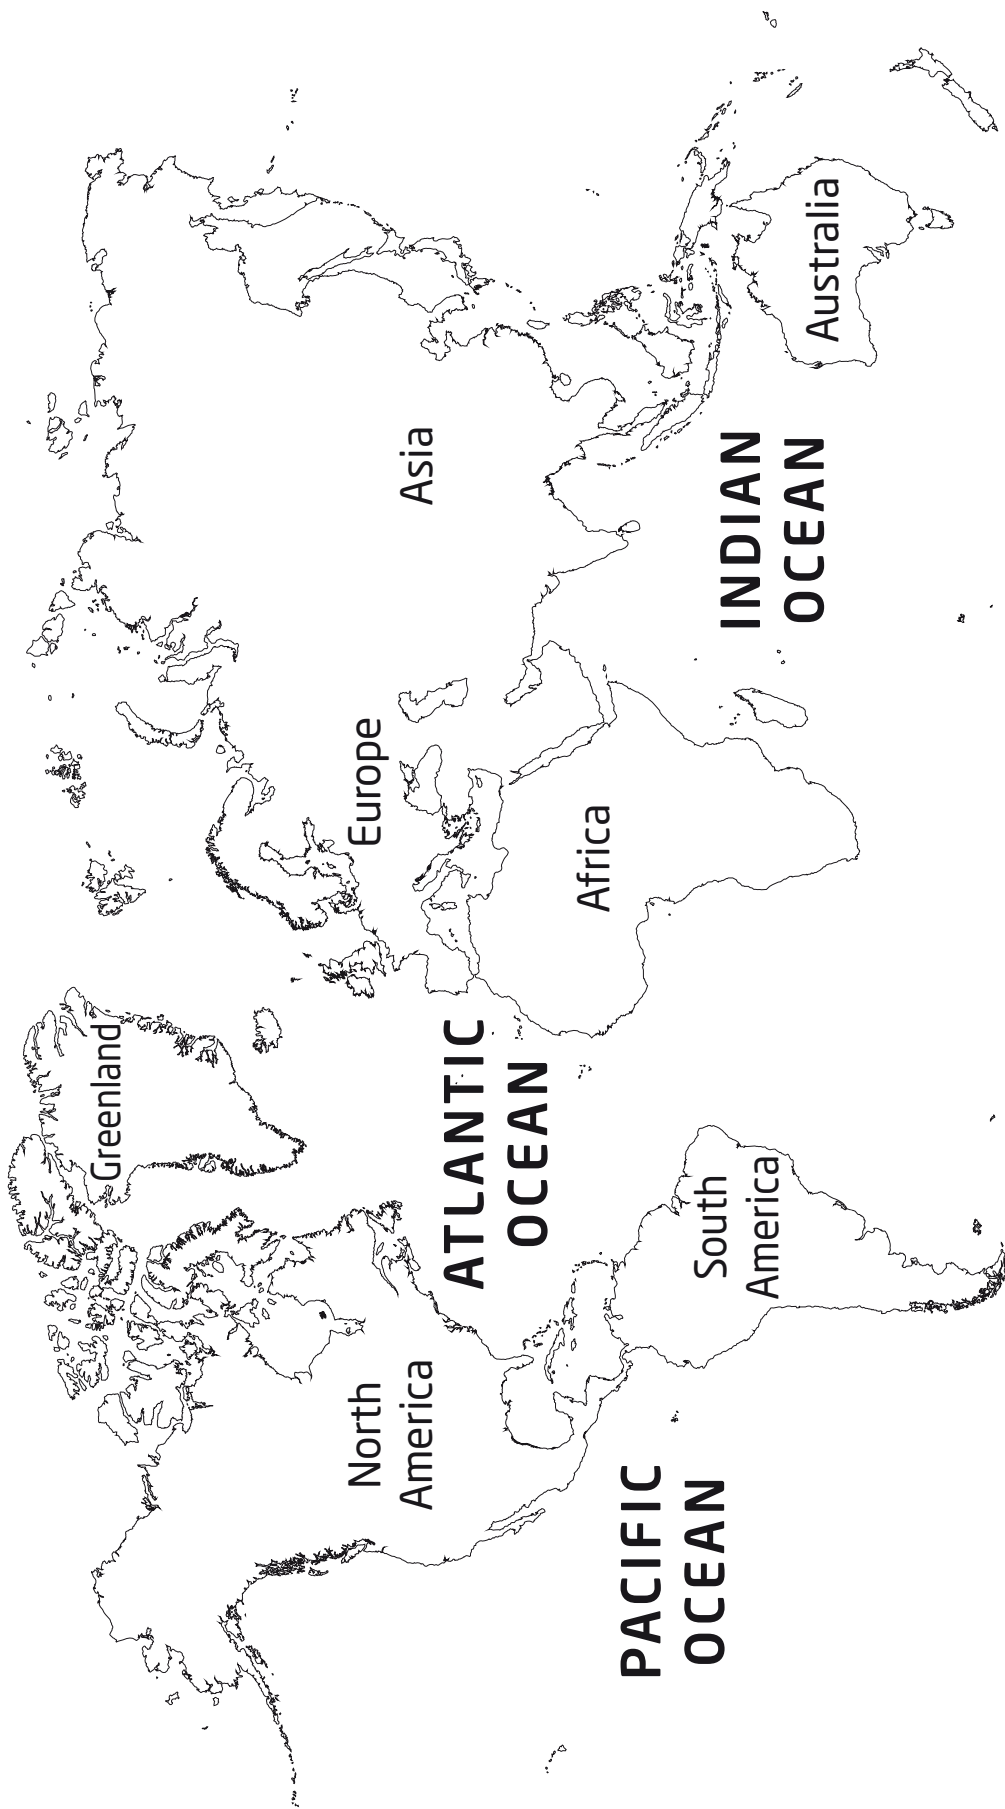 Greenland
North
America
Europe
Asia
ATLANTIC
OCEAN
Africa
PACIFIC
OCEAN
South
America
INDIAN
OCEAN
Australia